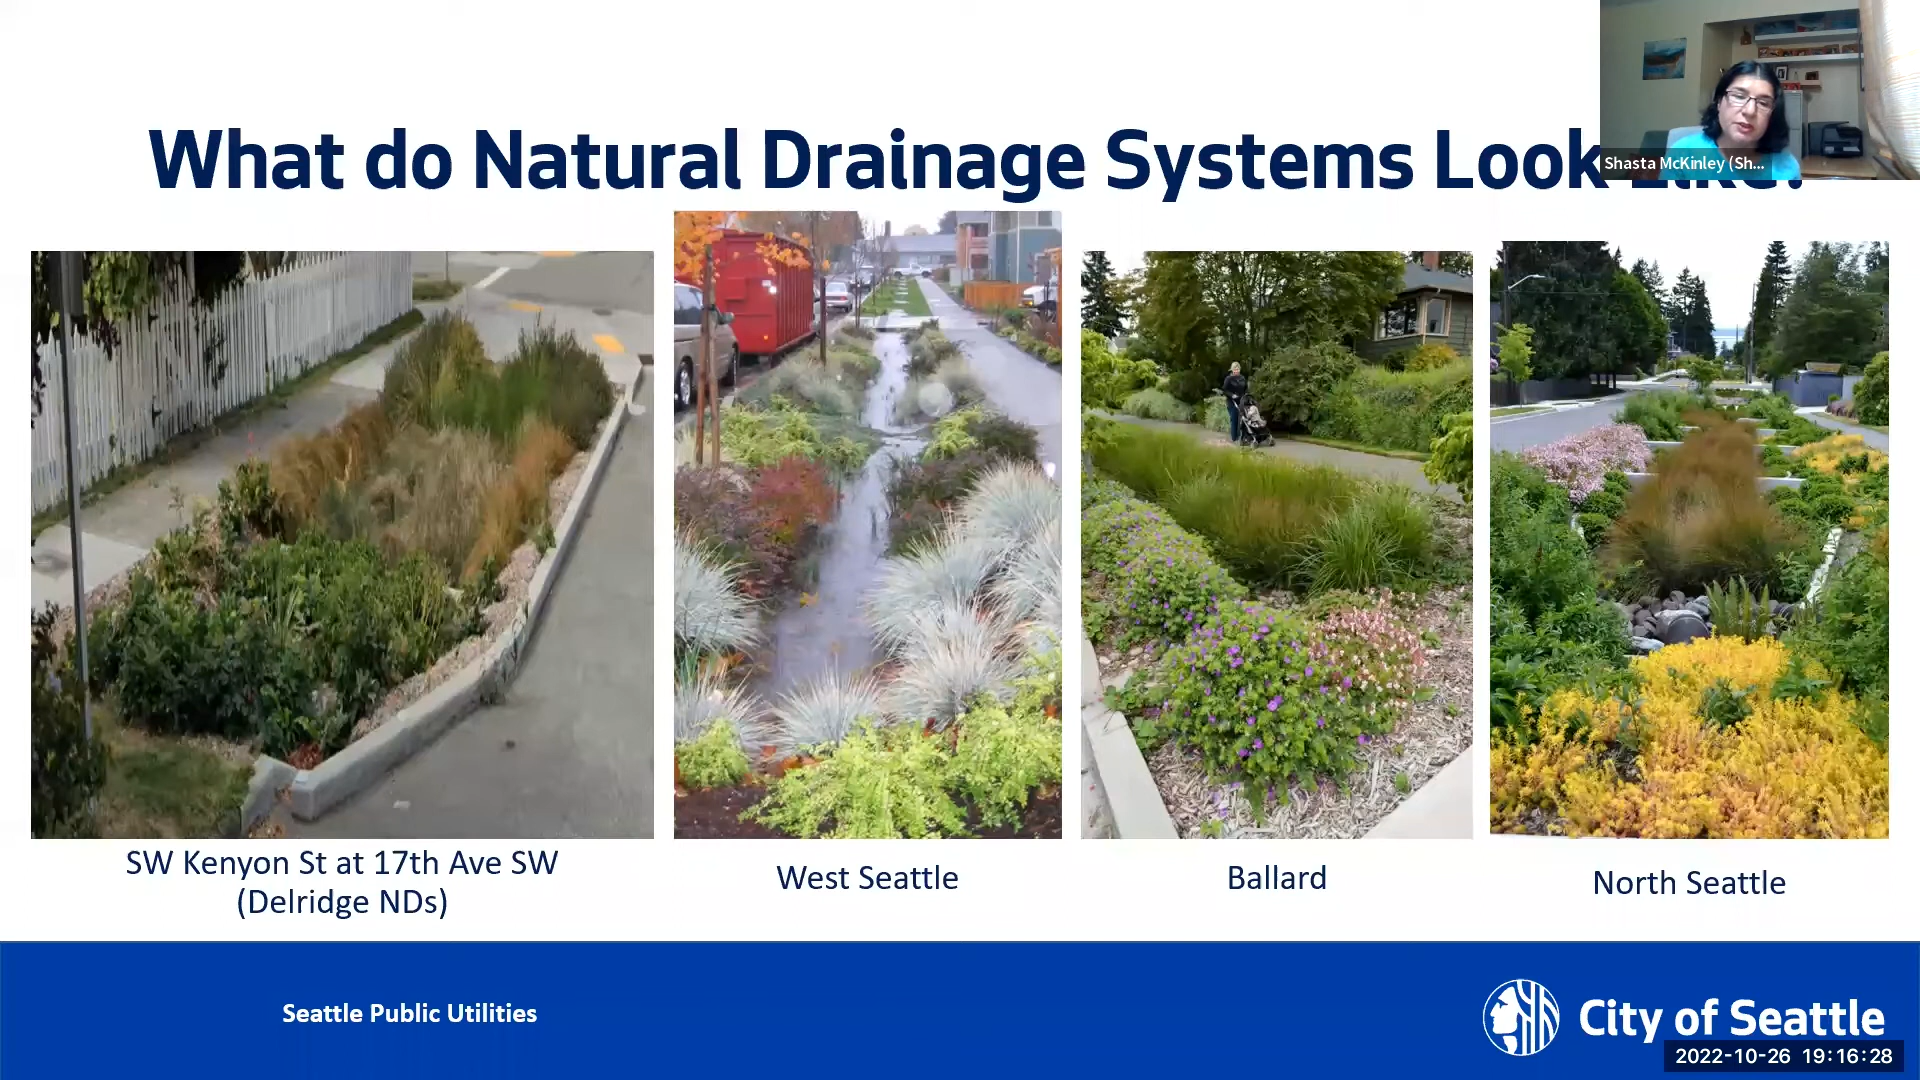 What do Natural Drainage Systems Look Like?
Shasta McKinley (Sh...
SW Kenyon St at 17th Ave SW
(Delridge NDs)
West Seattle
Ballard
North Seattle
Seattle Public Utilities
City of Seattle
2022-10-26 19:16:28